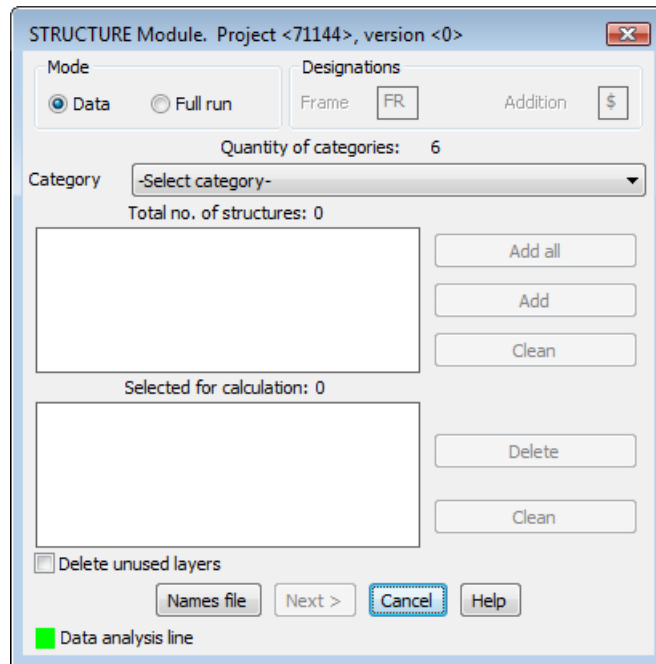 STRUCTURE Module. Project <71144>, version <0>
Mode
Designations
Data Full run Frame FR Addition $
Quantity of categories: 6
Category -Select category-
Total no. of structures: 0
Add all
Add
Clean
Selected for calculation: 0
Delete
Clean
Delete unused layers
Names file Next > Cancel Help
Data analysis line